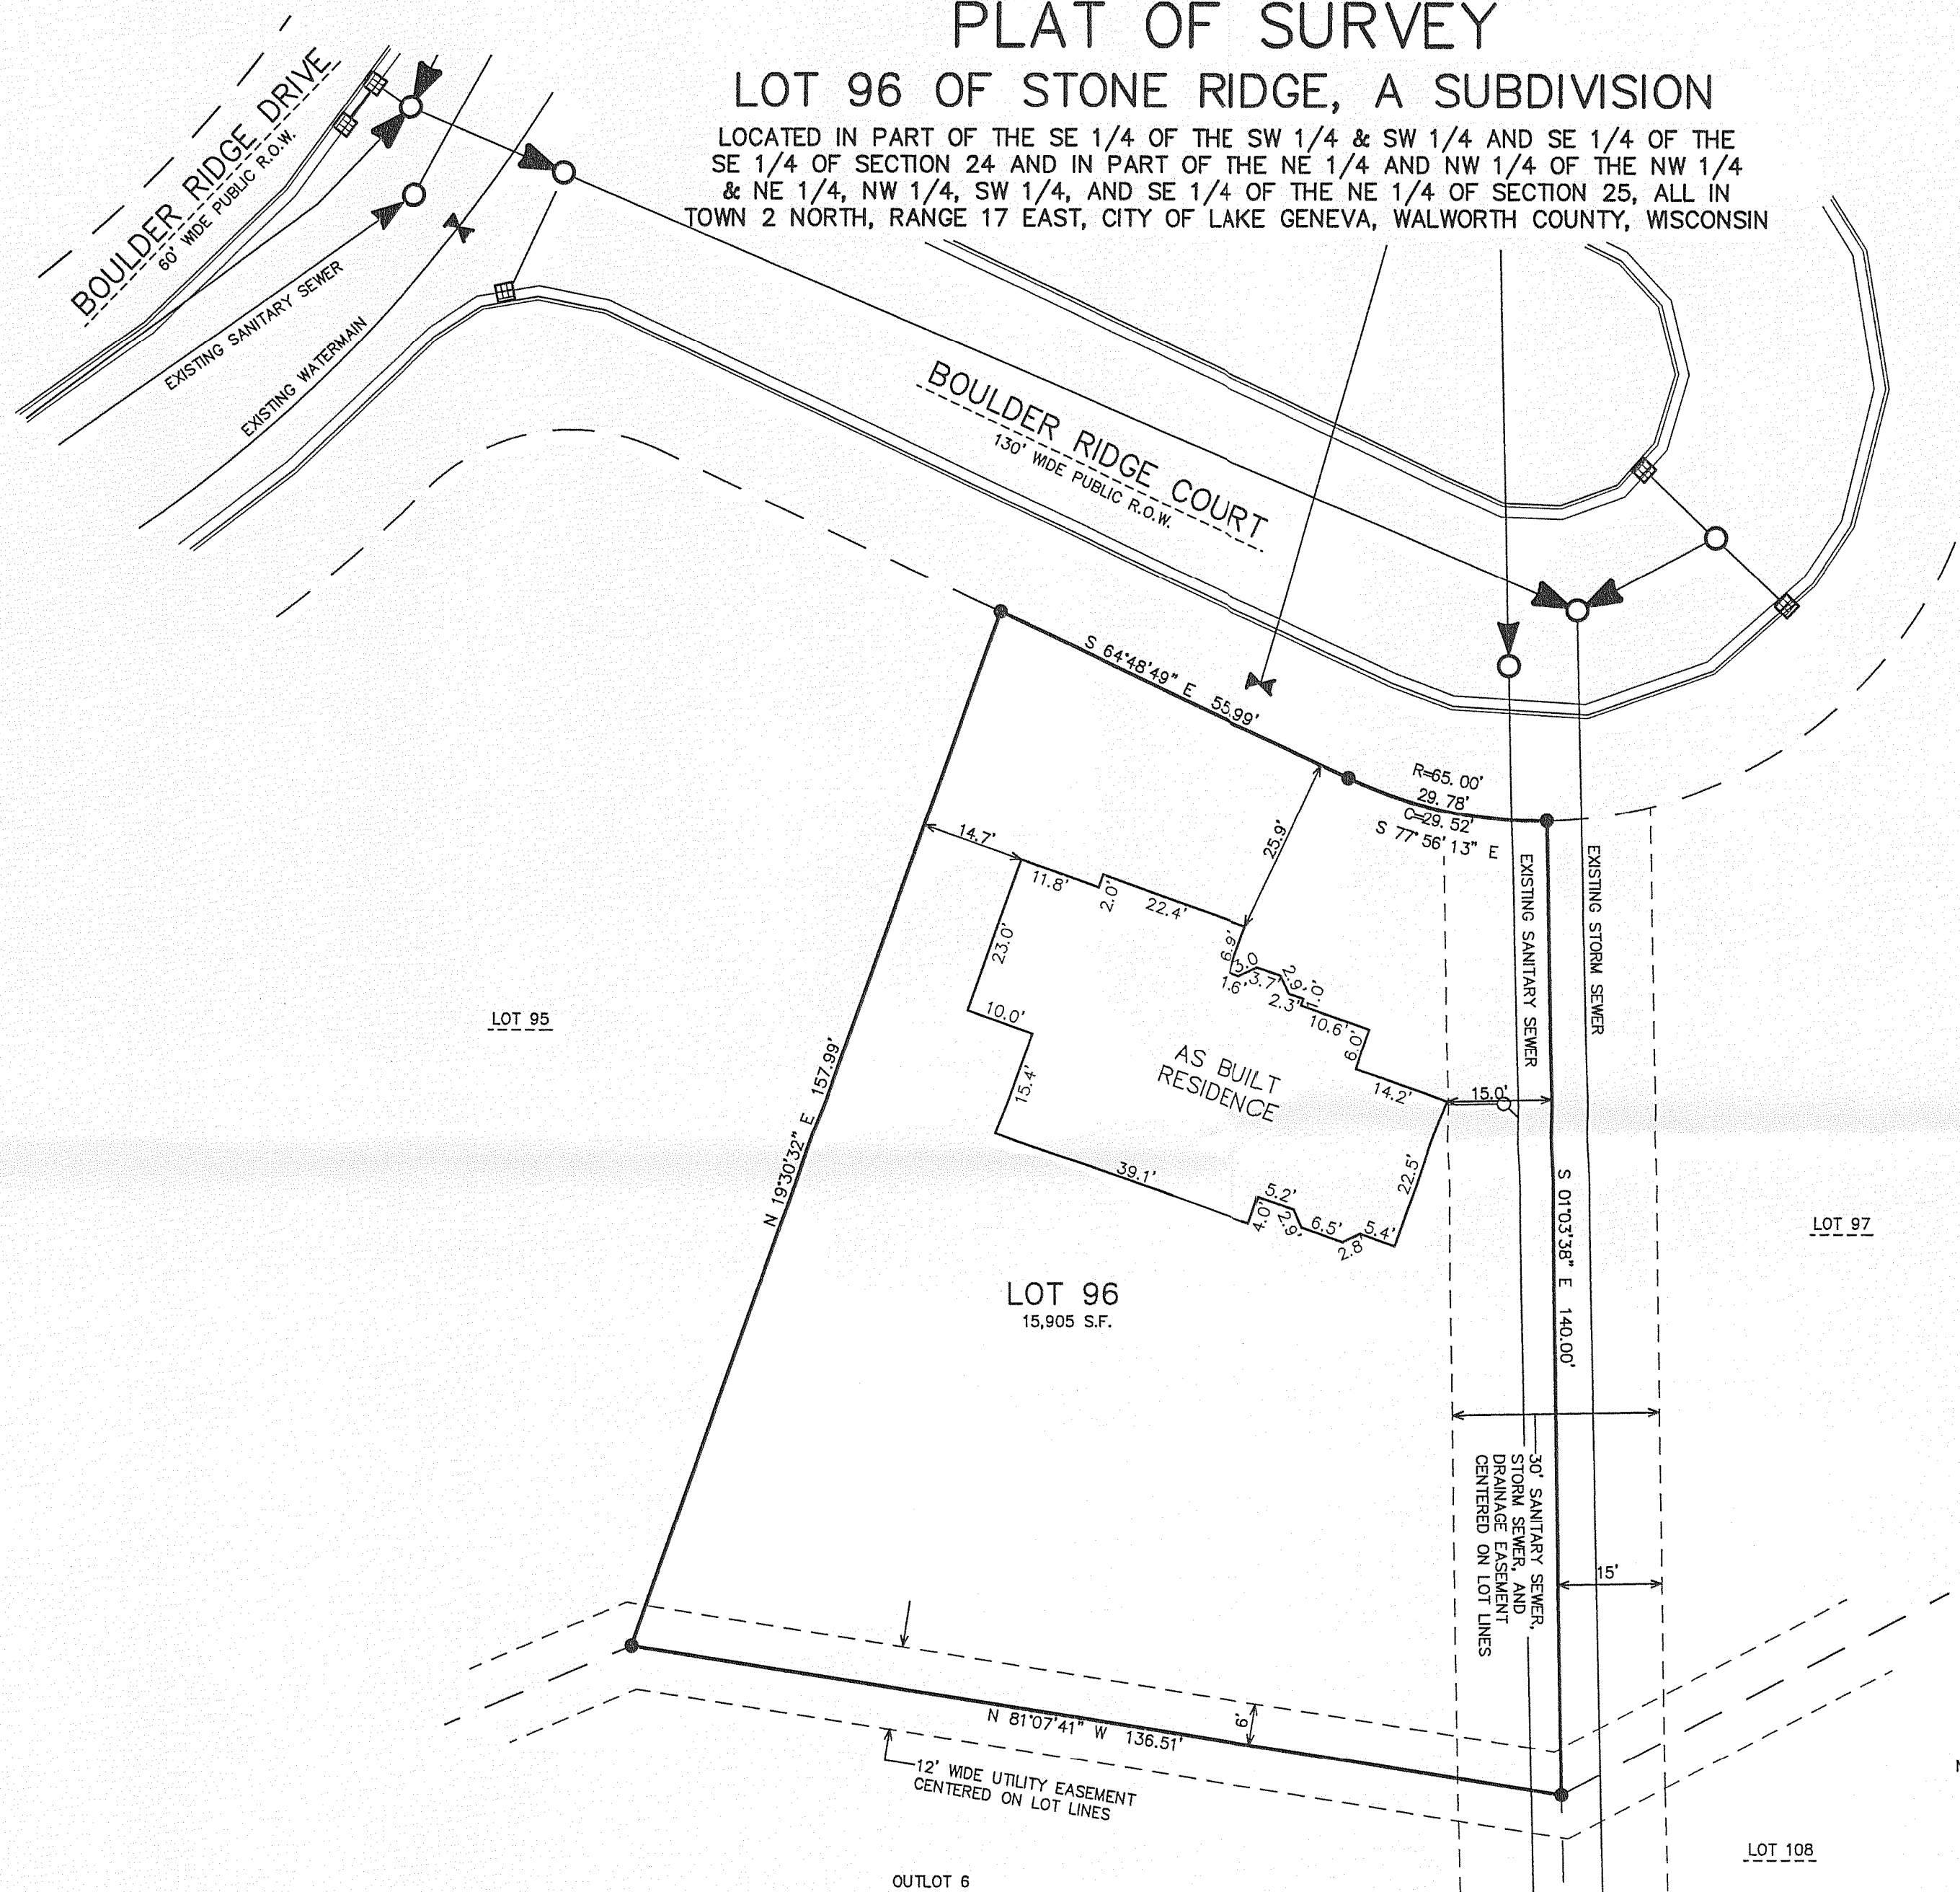 PLAT OF SURVEY
LOT 96 OF STONE RIDGE, A SUBDIVISION
LOCATED IN PART OF THE SE 1/4 OF THE SW 1/4 & SW 1/4 AND SE 1/4 OF THE
SE 1/4 OF SECTION 24 AND IN PART OF THE NE 1/4 AND NW 1/4 OF THE NW 1/4
& NE 1/4, NW 1/4, SW 1/4, AND SE 1/4 OF THE NE 1/4 OF SECTION 25, ALL IN
TOWN 2 NORTH, RANGE 17 EAST, CITY OF LAKE GENEVA, WALWORTH COUNTY, WISCONSIN
BOULDER RIDGE DRIVE
60' WIDE PUBLIC R.O.W.
EXISTING SANITARY SEWER
EXISTING WATERMAIN
BOULDER RIDGE COURT
130' WIDE PUBLIC R.O.W.
S 64°48'49" E 55.99'
R=65.00'
29.78'
C=29.52'
S 77°56'13" E
14.7'
25.9'
11.8'
2.0'
22.4'
6.9'
3.0
1.6'
3.7'
2.9'
2.3'
1.0'
10.6'
6.0'
14.2'
15.0'
23.0'
10.0'
15.4'
39.1'
4.0'
5.2'
2.9'
6.5'
2.8'
5.4'
22.5'
AS BUILT
RESIDENCE
EXISTING SANITARY SEWER
EXISTING STORM SEWER
LOT 95
N 19°30'32" E 157.99'
S 01°03'38" E 140.00'
LOT 97
LOT 96
15,905 S.F.
30' SANITARY SEWER,
STORM SEWER, AND
DRAINAGE EASEMENT
CENTERED ON LOT LINES
15'
6'
N 81°07'41" W 136.51'
12' WIDE UTILITY EASEMENT
CENTERED ON LOT LINES
LOT 108
OUTLOT 6